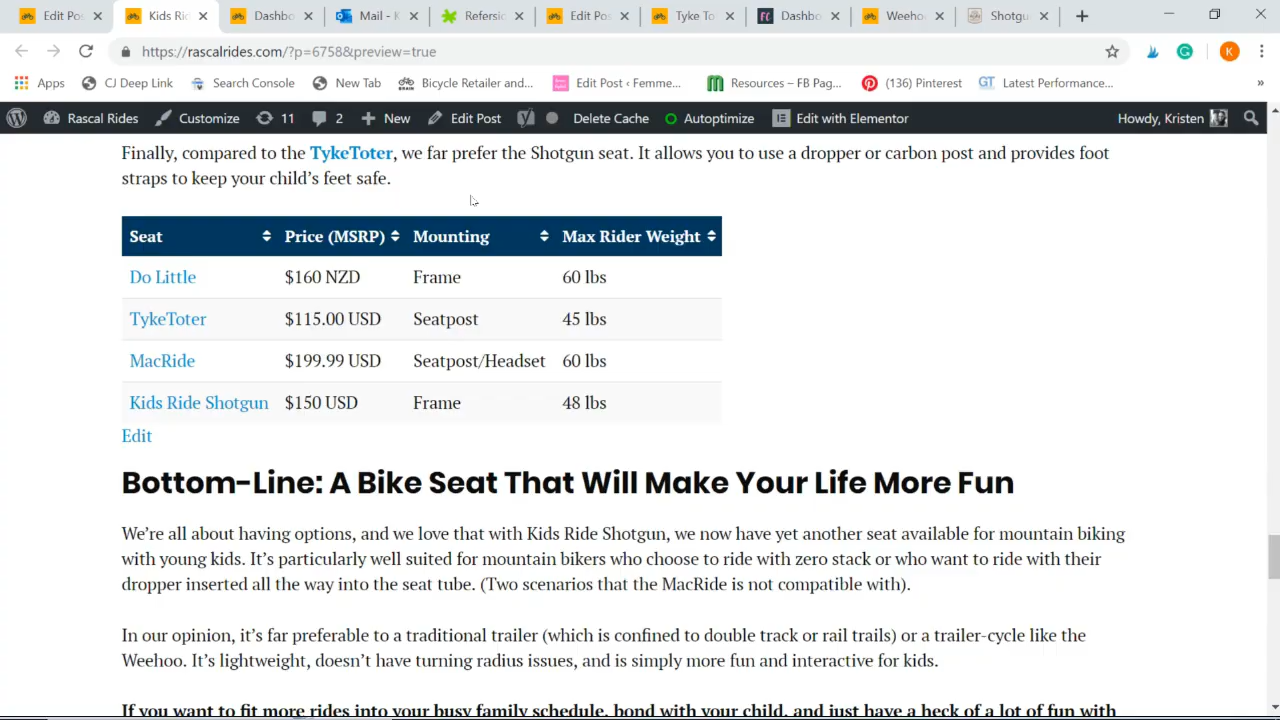 Edit Pos
Kids Rid
Dashbo
Mail - K
Refersio
Edit Pos
Tyke To
Dashbo
Weehoo
Shotgu
https://rascalrides.com/?p=6758&preview=true
K
Apps
CJ Deep Link
Search Console
New Tab
Bicycle Retailer and...
Edit Post ‹ Femme...
Resources – FB Pag...
(136) Pinterest
GT Latest Performance...
»
Rascal Rides
Customize
11
2
New
Edit Post
Delete Cache
Autoptimize
Edit with Elementor
Howdy, Kristen
Finally, compared to the TykeToter, we far prefer the Shotgun seat. It allows you to use a dropper or carbon post and provides foot
straps to keep your child's feet safe.
Seat Price (MSRP) Mounting Max Rider Weight
Do Little $160 NZD Frame 60 lbs
TykeToter $115.00 USD Seatpost 45 lbs
MacRide $199.99 USD Seatpost/Headset 60 lbs
Kids Ride Shotgun $150 USD Frame 48 lbs
Edit
Bottom-Line: A Bike Seat That Will Make Your Life More Fun
We're all about having options, and we love that with Kids Ride Shotgun, we now have yet another seat available for mountain biking
with young kids. It's particularly well suited for mountain bikers who choose to ride with zero stack or who want to ride with their
dropper inserted all the way into the seat tube. (Two scenarios that the MacRide is not compatible with).
In our opinion, it's far preferable to a traditional trailer (which is confined to double track or rail trails) or a trailer-cycle like the
Weehoo. It's lightweight, doesn't have turning radius issues, and is simply more fun and interactive for kids.
If you want to fit more rides into your busy family schedule, bond with your child, and just have a heck of a lot of fun with